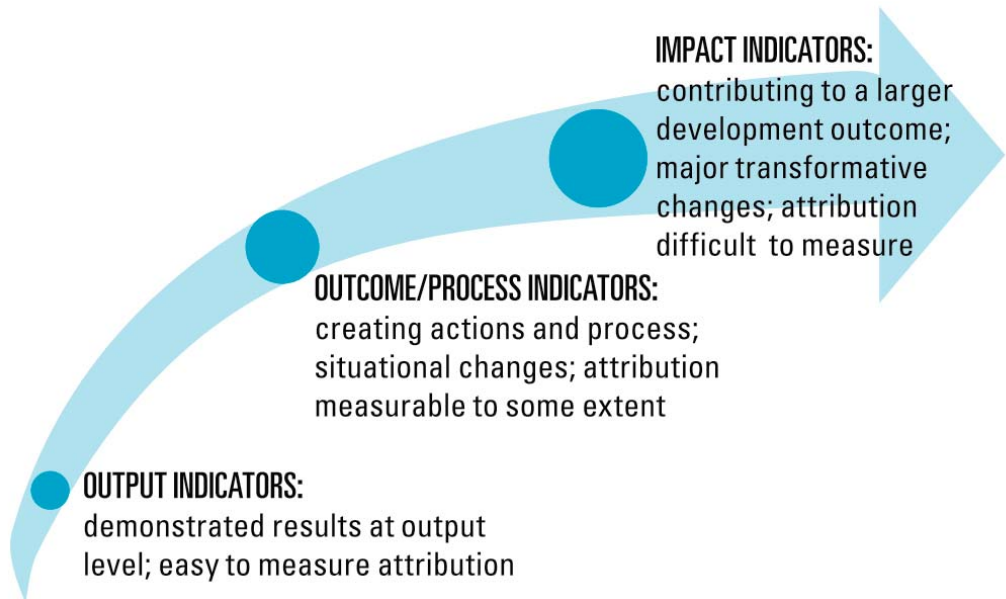 IMPACT INDICATORS:
contributing to a larger
development outcome;
major transformative
changes; attribution
difficult to measure
OUTCOME/PROCESS INDICATORS:
creating actions and process;
situational changes; attribution
measurable to some extent
OUTPUT INDICATORS:
demonstrated results at output
level; easy to measure attribution